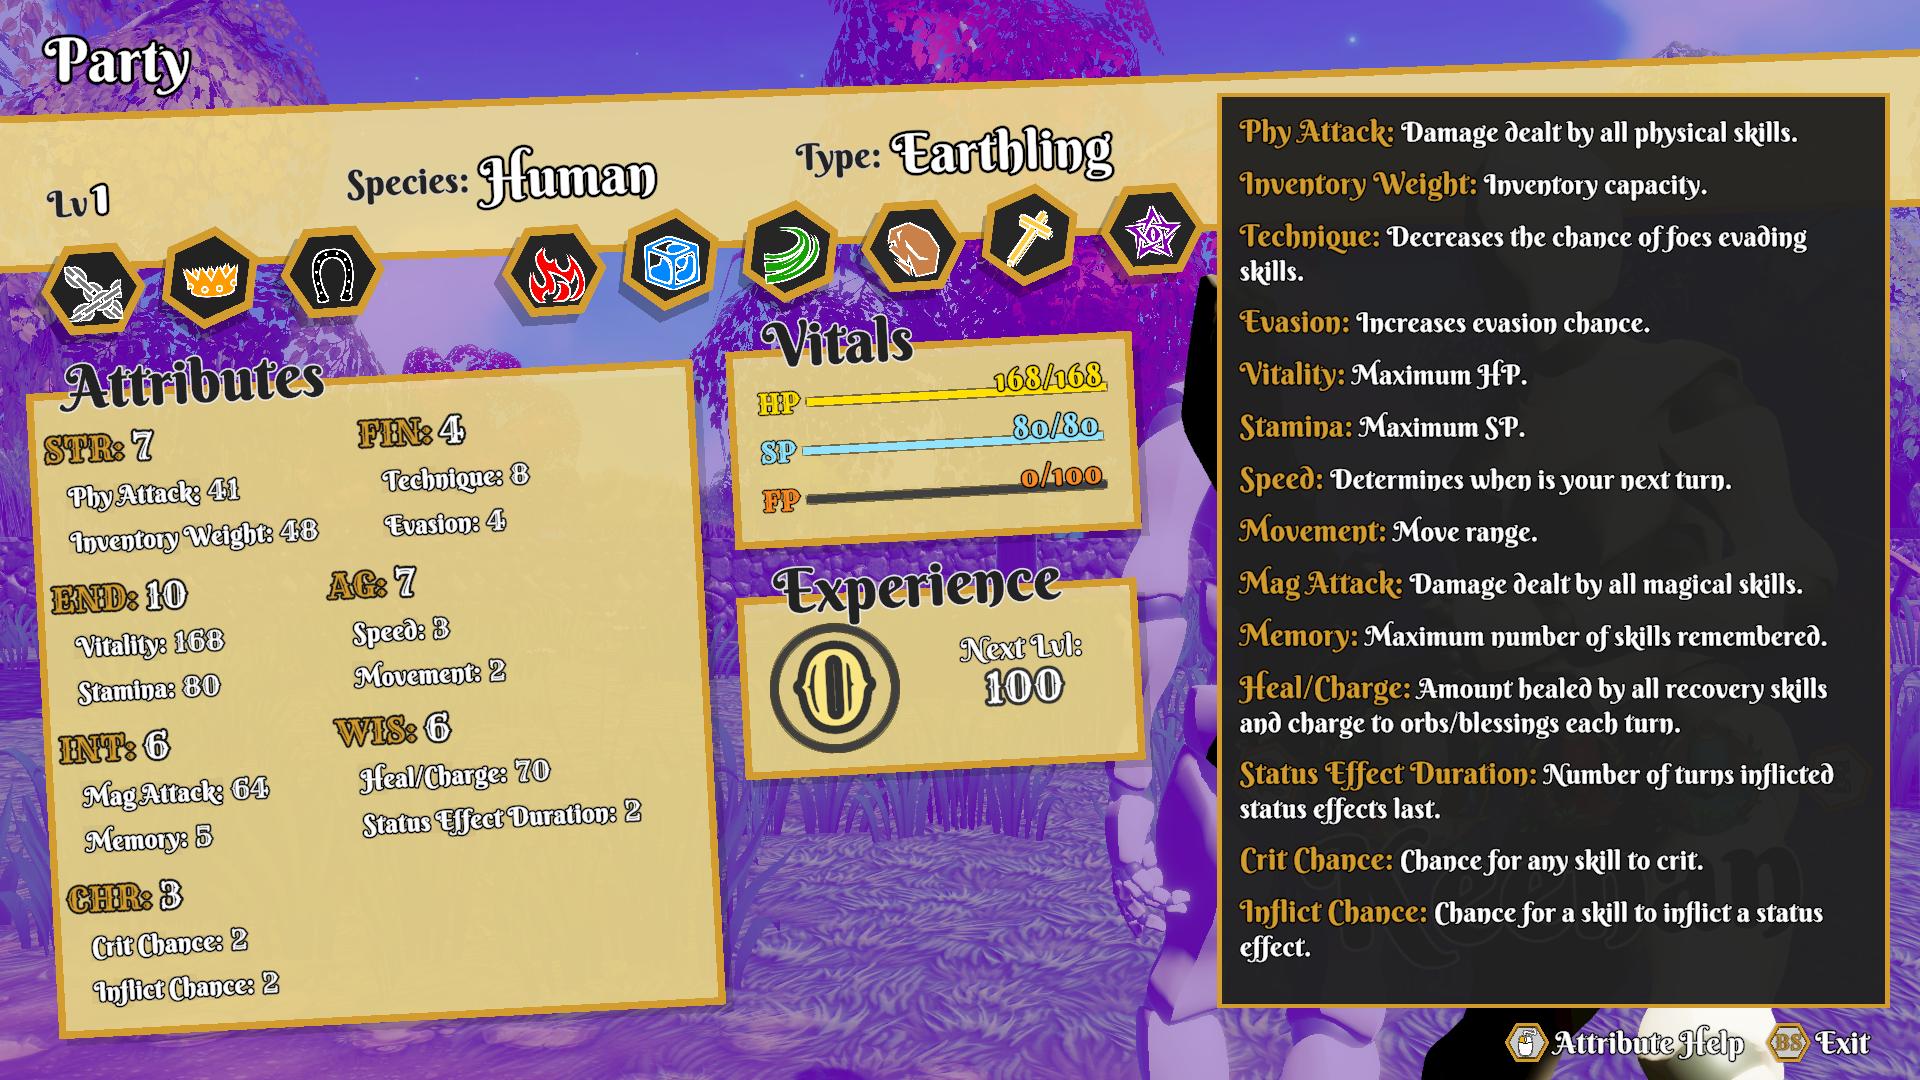 Party
Lv 1
Species: Human
Type: Earthling
Attributes
STR: 7
Phy Attack: 41
Inventory Weight: 48
FIN: 4
Technique: 8
Evasion: 4
END: 10
Vitality: 168
Stamina: 80
AG: 7
Speed: 3
Movement: 2
INT: 6
Mag Attack: 64
Memory: 5
WIS: 6
Heal/Charge: 70
Status Effect Duration: 2
CHR: 3
Crit Chance: 2
Inflict Chance: 2
Vitals
HP 168/168
SP 80/80
FP 0/100
Experience
0
Next Lvl:
100
Phy Attack: Damage dealt by all physical skills.
Inventory Weight: Inventory capacity.
Technique: Decreases the chance of foes evading
skills.
Evasion: Increases evasion chance.
Vitality: Maximum HP.
Stamina: Maximum SP.
Speed: Determines when is your next turn.
Movement: Move range.
Mag Attack: Damage dealt by all magical skills.
Memory: Maximum number of skills remembered.
Heal/Charge: Amount healed by all recovery skills
and charge to orbs/blessings each turn.
Status Effect Duration: Number of turns inflicted
status effects last.
Crit Chance: Chance for any skill to crit.
Inflict Chance: Chance for a skill to inflict a status
effect.
Attribute Help
BS Exit